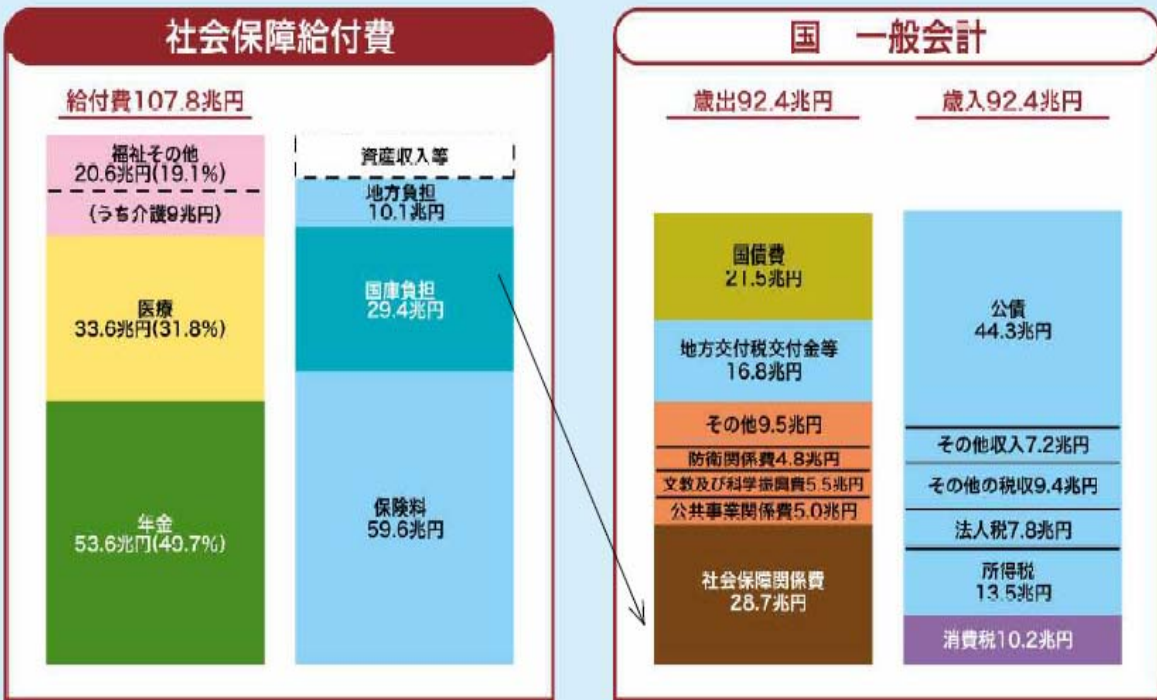 社会保障給付費
給付費107.8兆円
福祉その他
20.6兆円(19.1%)
(うち介護9兆円)
医療
33.6兆円(31.8%)
年金
53.6兆円(49.7%)
資産収入等
地方負担
10.1兆円
国庫負担
29.4兆円
保険料
59.6兆円
国 一般会計
歳出92.4兆円
国債費
21.5兆円
地方交付税交付金等
16.8兆円
その他9.5兆円
防衛関係費4.8兆円
文教及び科学振興費5.5兆円
公共事業関係費5.0兆円
社会保障関係費
28.7兆円
歳入92.4兆円
公債
44.3兆円
その他収入7.2兆円
その他の税収9.4兆円
法人税7.8兆円
所得税
13.5兆円
消費税10.2兆円